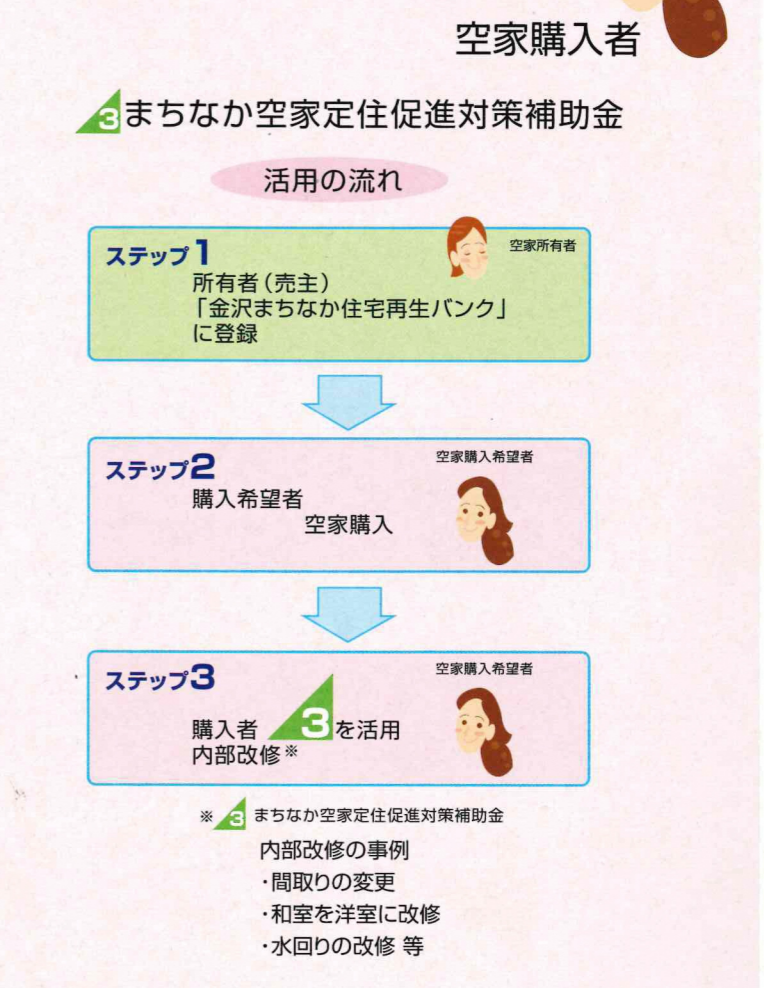 空家購入者
3まちなか空家定住促進対策補助金
活用の流れ
ステップ1
空家所有者
所有者(売主)
「金沢まちなか住宅再生バンク」
に登録
ステップ2
空家購入希望者
購入希望者
空家購入
ステップ3
空家購入希望者
購入者 3を活用
内部改修※
※ 3 まちなか空家定住促進対策補助金
内部改修の事例
・間取りの変更
・和室を洋室に改修
・水回りの改修 等